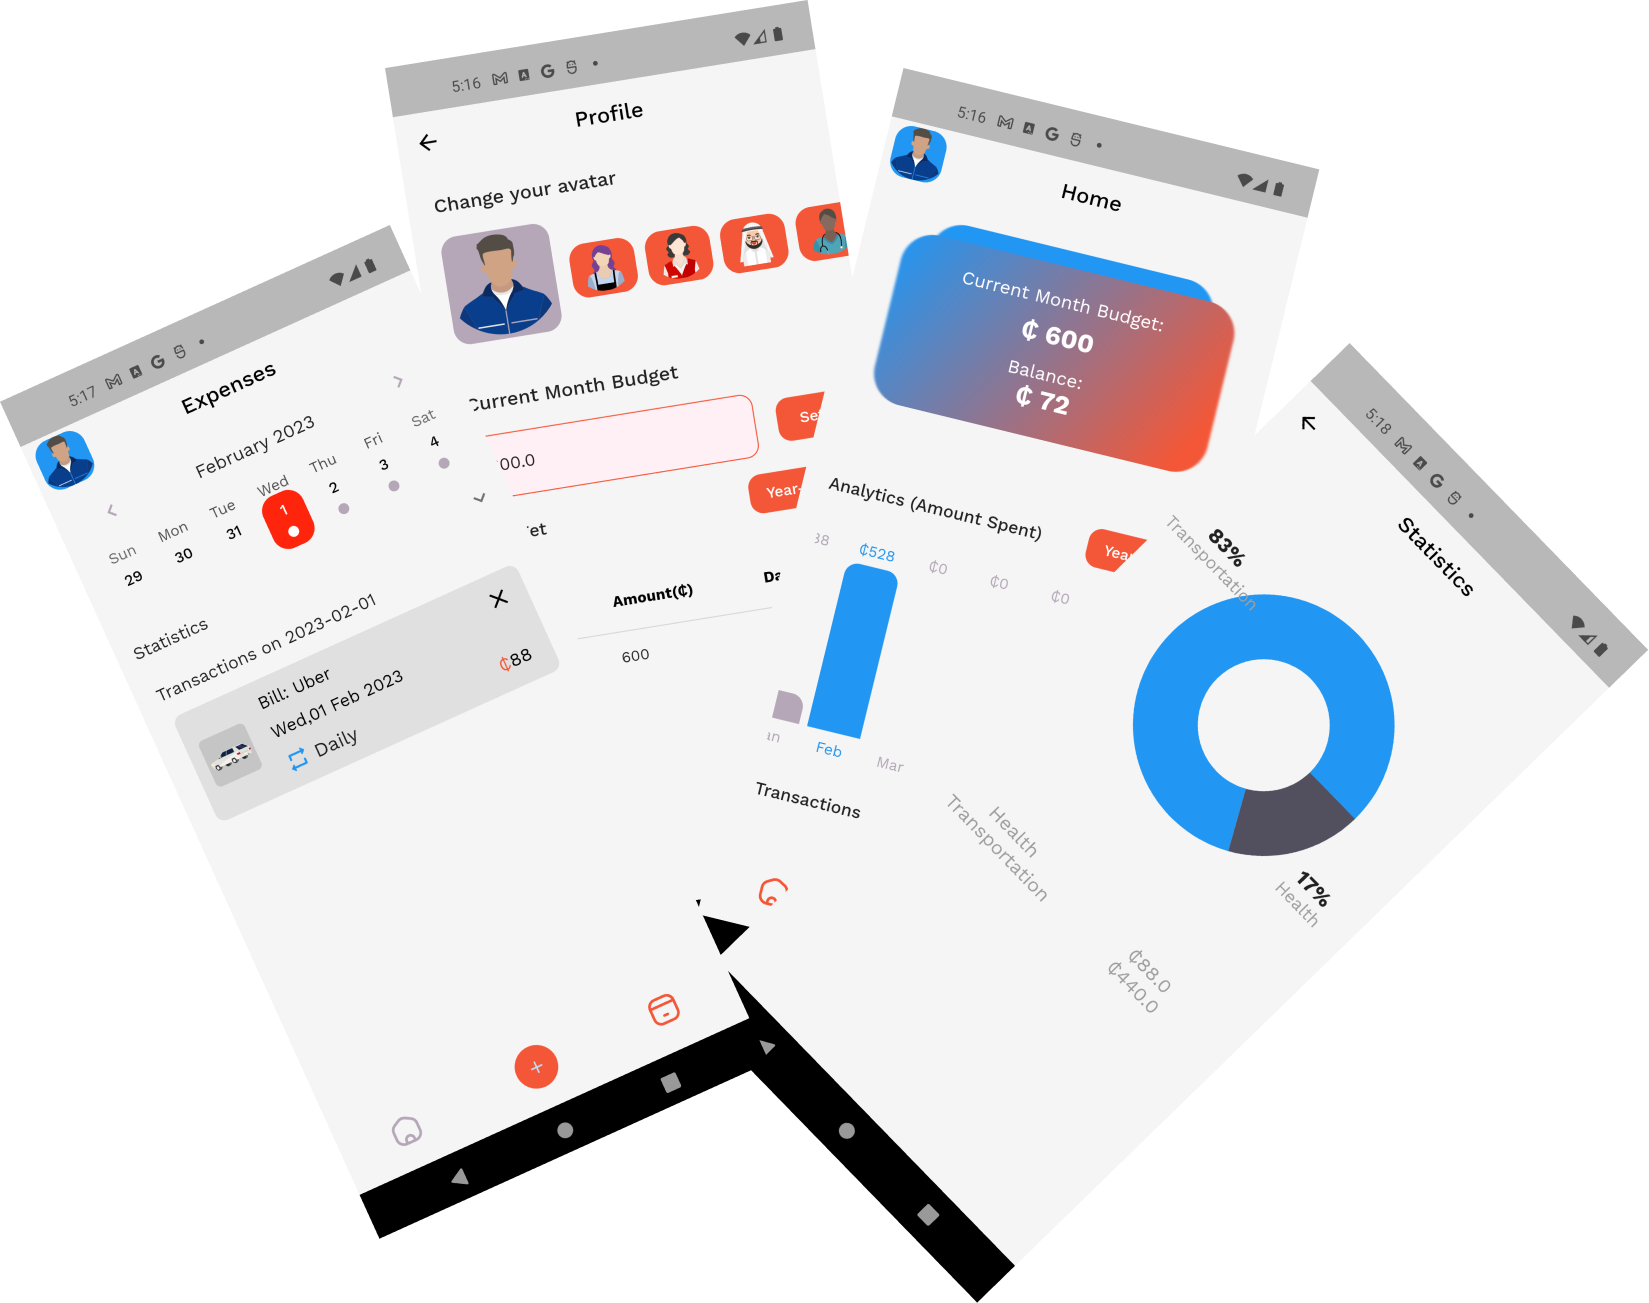 5:17
Expenses
February 2023
Sun Mon Tue Wed Thu Fri Sat
29 30 31 1 2 3 4
Statistics
Transactions on 2023-02-01
Bill: Uber
Wed,01 Feb 2023
₵88
Daily
5:16
Profile
Change your avatar
Current Month Budget
00.0
Se
Year-
et
Amount(₵) Da
600
5:16
Home
Current Month Budget:
₵ 600
Balance:
₵ 72
Analytics (Amount Spent)
Year
38 ₵528 ₵0 ₵0 ₵0
an Feb Mar
Transactions
5:18
Statistics
83%
Transportation
17%
Health
Health
Transportation
₵88.0
₵440.0